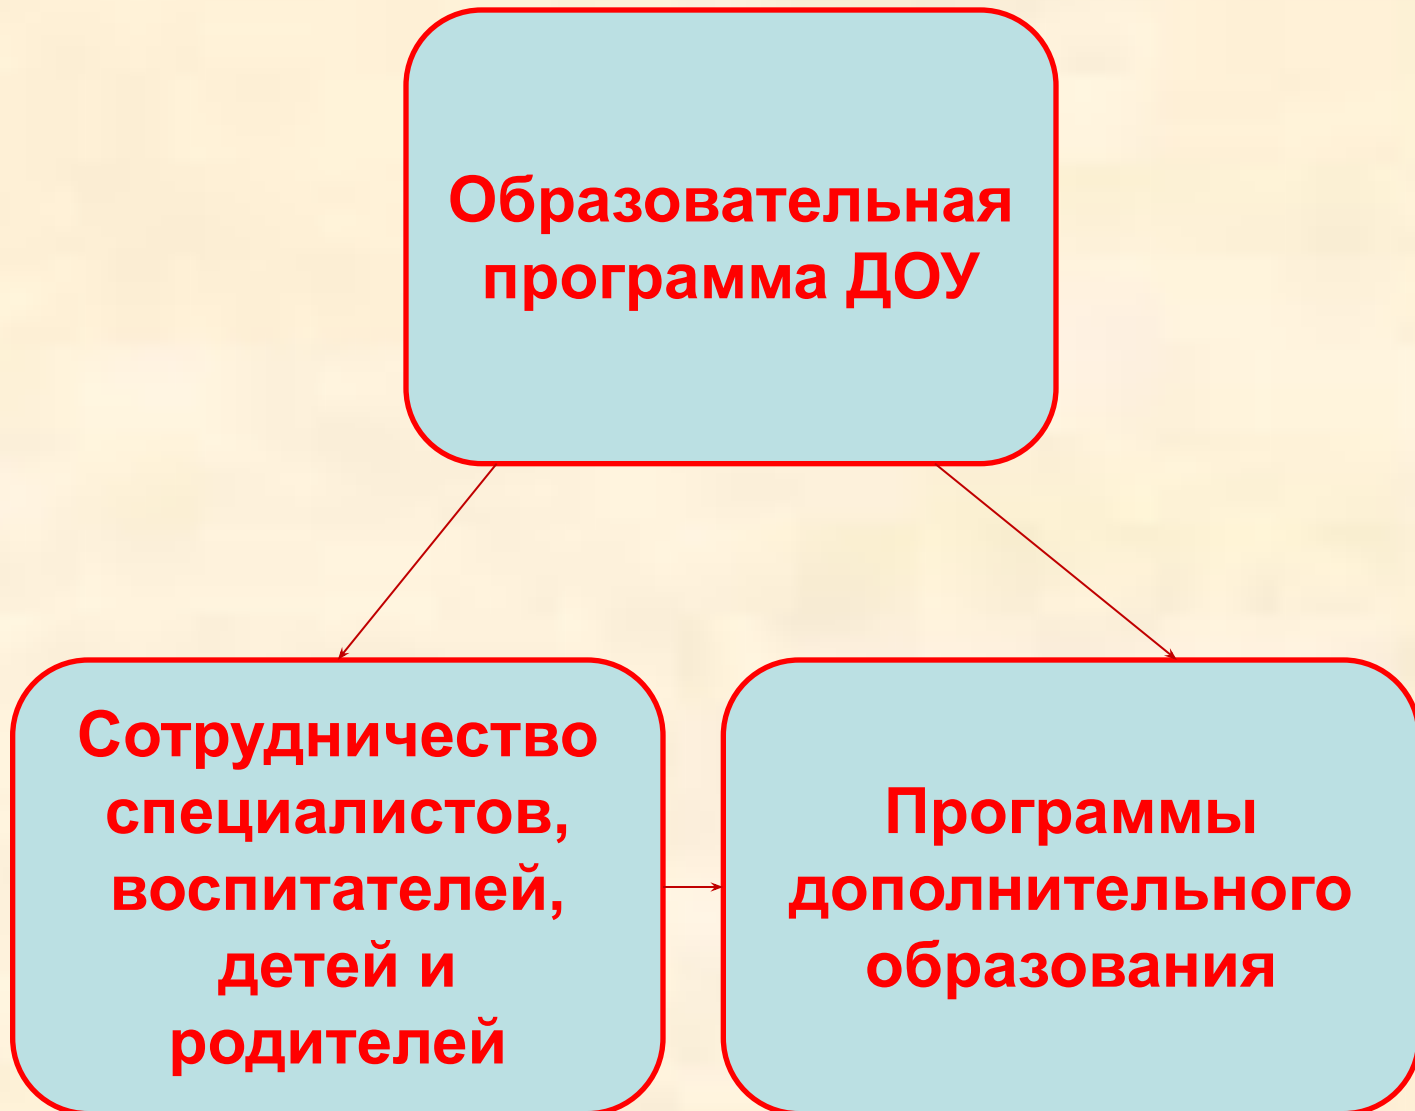 Образовательная
программа ДОУ
Сотрудничество
специалистов,
воспитателей,
детей и
родителей
Программы
дополнительного
образования